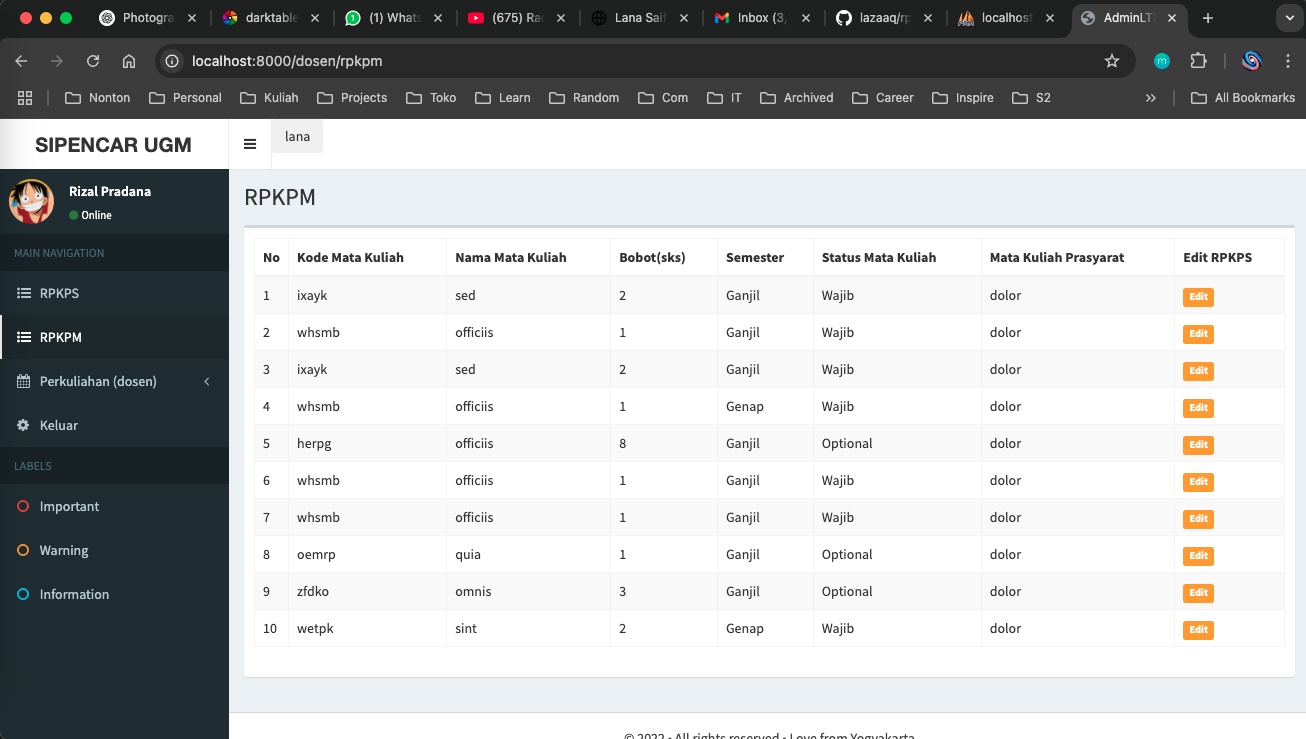 Photogra
darktable
(1) Whats
(675) Rac
Lana Saif
Inbox (3,
lazaaq/rp
localhost
AdminLT
localhost:8000/dosen/rpkpm
m
Nonton Personal Kuliah Projects Toko Learn Random Com IT Archived Career Inspire S2 All Bookmarks
SIPENCAR UGM
lana
Rizal Pradana
Online
MAIN NAVIGATION
RPKPS
RPKPM
Perkuliahan (dosen)
Keluar
LABELS
Important
Warning
Information
RPKPM
No Kode Mata Kuliah Nama Mata Kuliah Bobot(sks) Semester Status Mata Kuliah Mata Kuliah Prasyarat Edit RPKPS
1 ixayk sed 2 Ganjil Wajib dolor Edit
2 whsmb officiis 1 Ganjil Wajib dolor Edit
3 ixayk sed 2 Ganjil Wajib dolor Edit
4 whsmb officiis 1 Genap Wajib dolor Edit
5 herpg officiis 8 Ganjil Optional dolor Edit
6 whsmb officiis 1 Ganjil Wajib dolor Edit
7 whsmb officiis 1 Ganjil Wajib dolor Edit
8 oemrp quia 1 Ganjil Optional dolor Edit
9 zfdko omnis 3 Ganjil Optional dolor Edit
10 wetpk sint 2 Genap Wajib dolor Edit
© 2022 • All rights reserved • Love from Yogyakarta